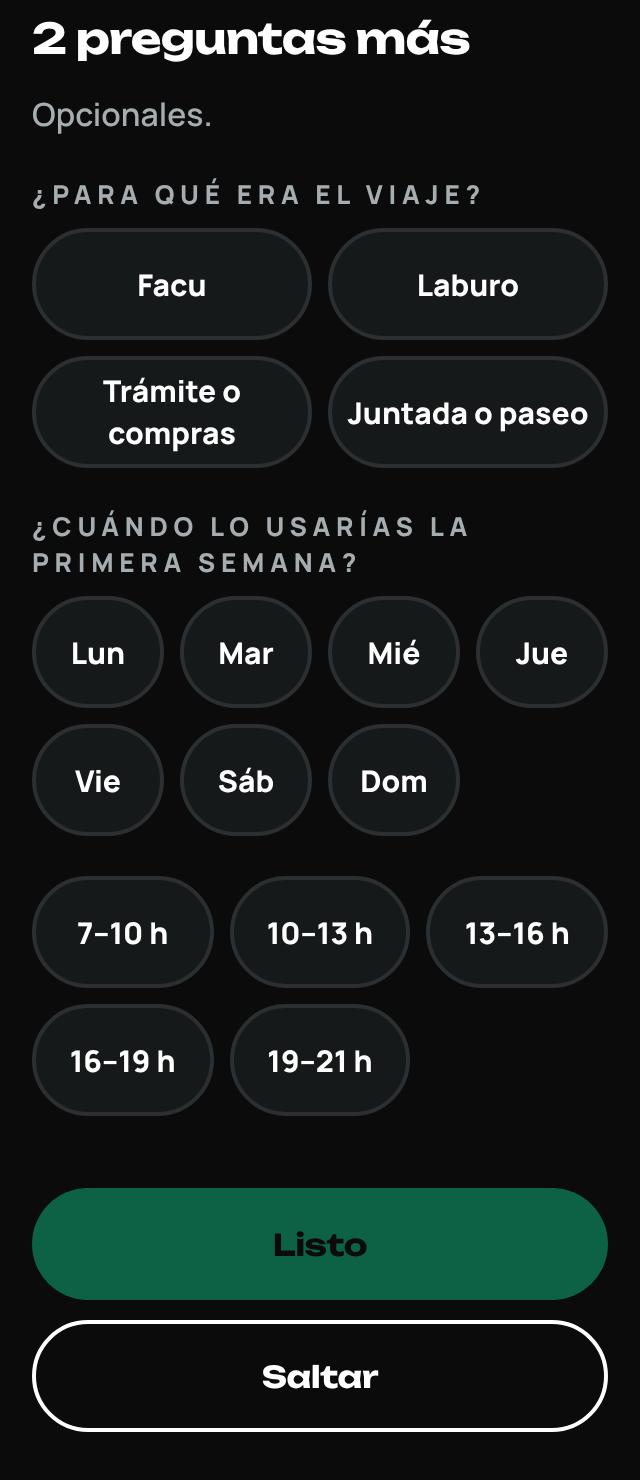 2 preguntas más
Opcionales.
¿PARA QUÉ ERA EL VIAJE?
Facu
Laburo
Trámite o
compras
Juntada o paseo
¿CUÁNDO LO USARÍAS LA
PRIMERA SEMANA?
Lun
Mar
Mié
Jue
Vie
Sáb
Dom
7–10 h
10–13 h
13–16 h
16–19 h
19–21 h
Listo
Saltar